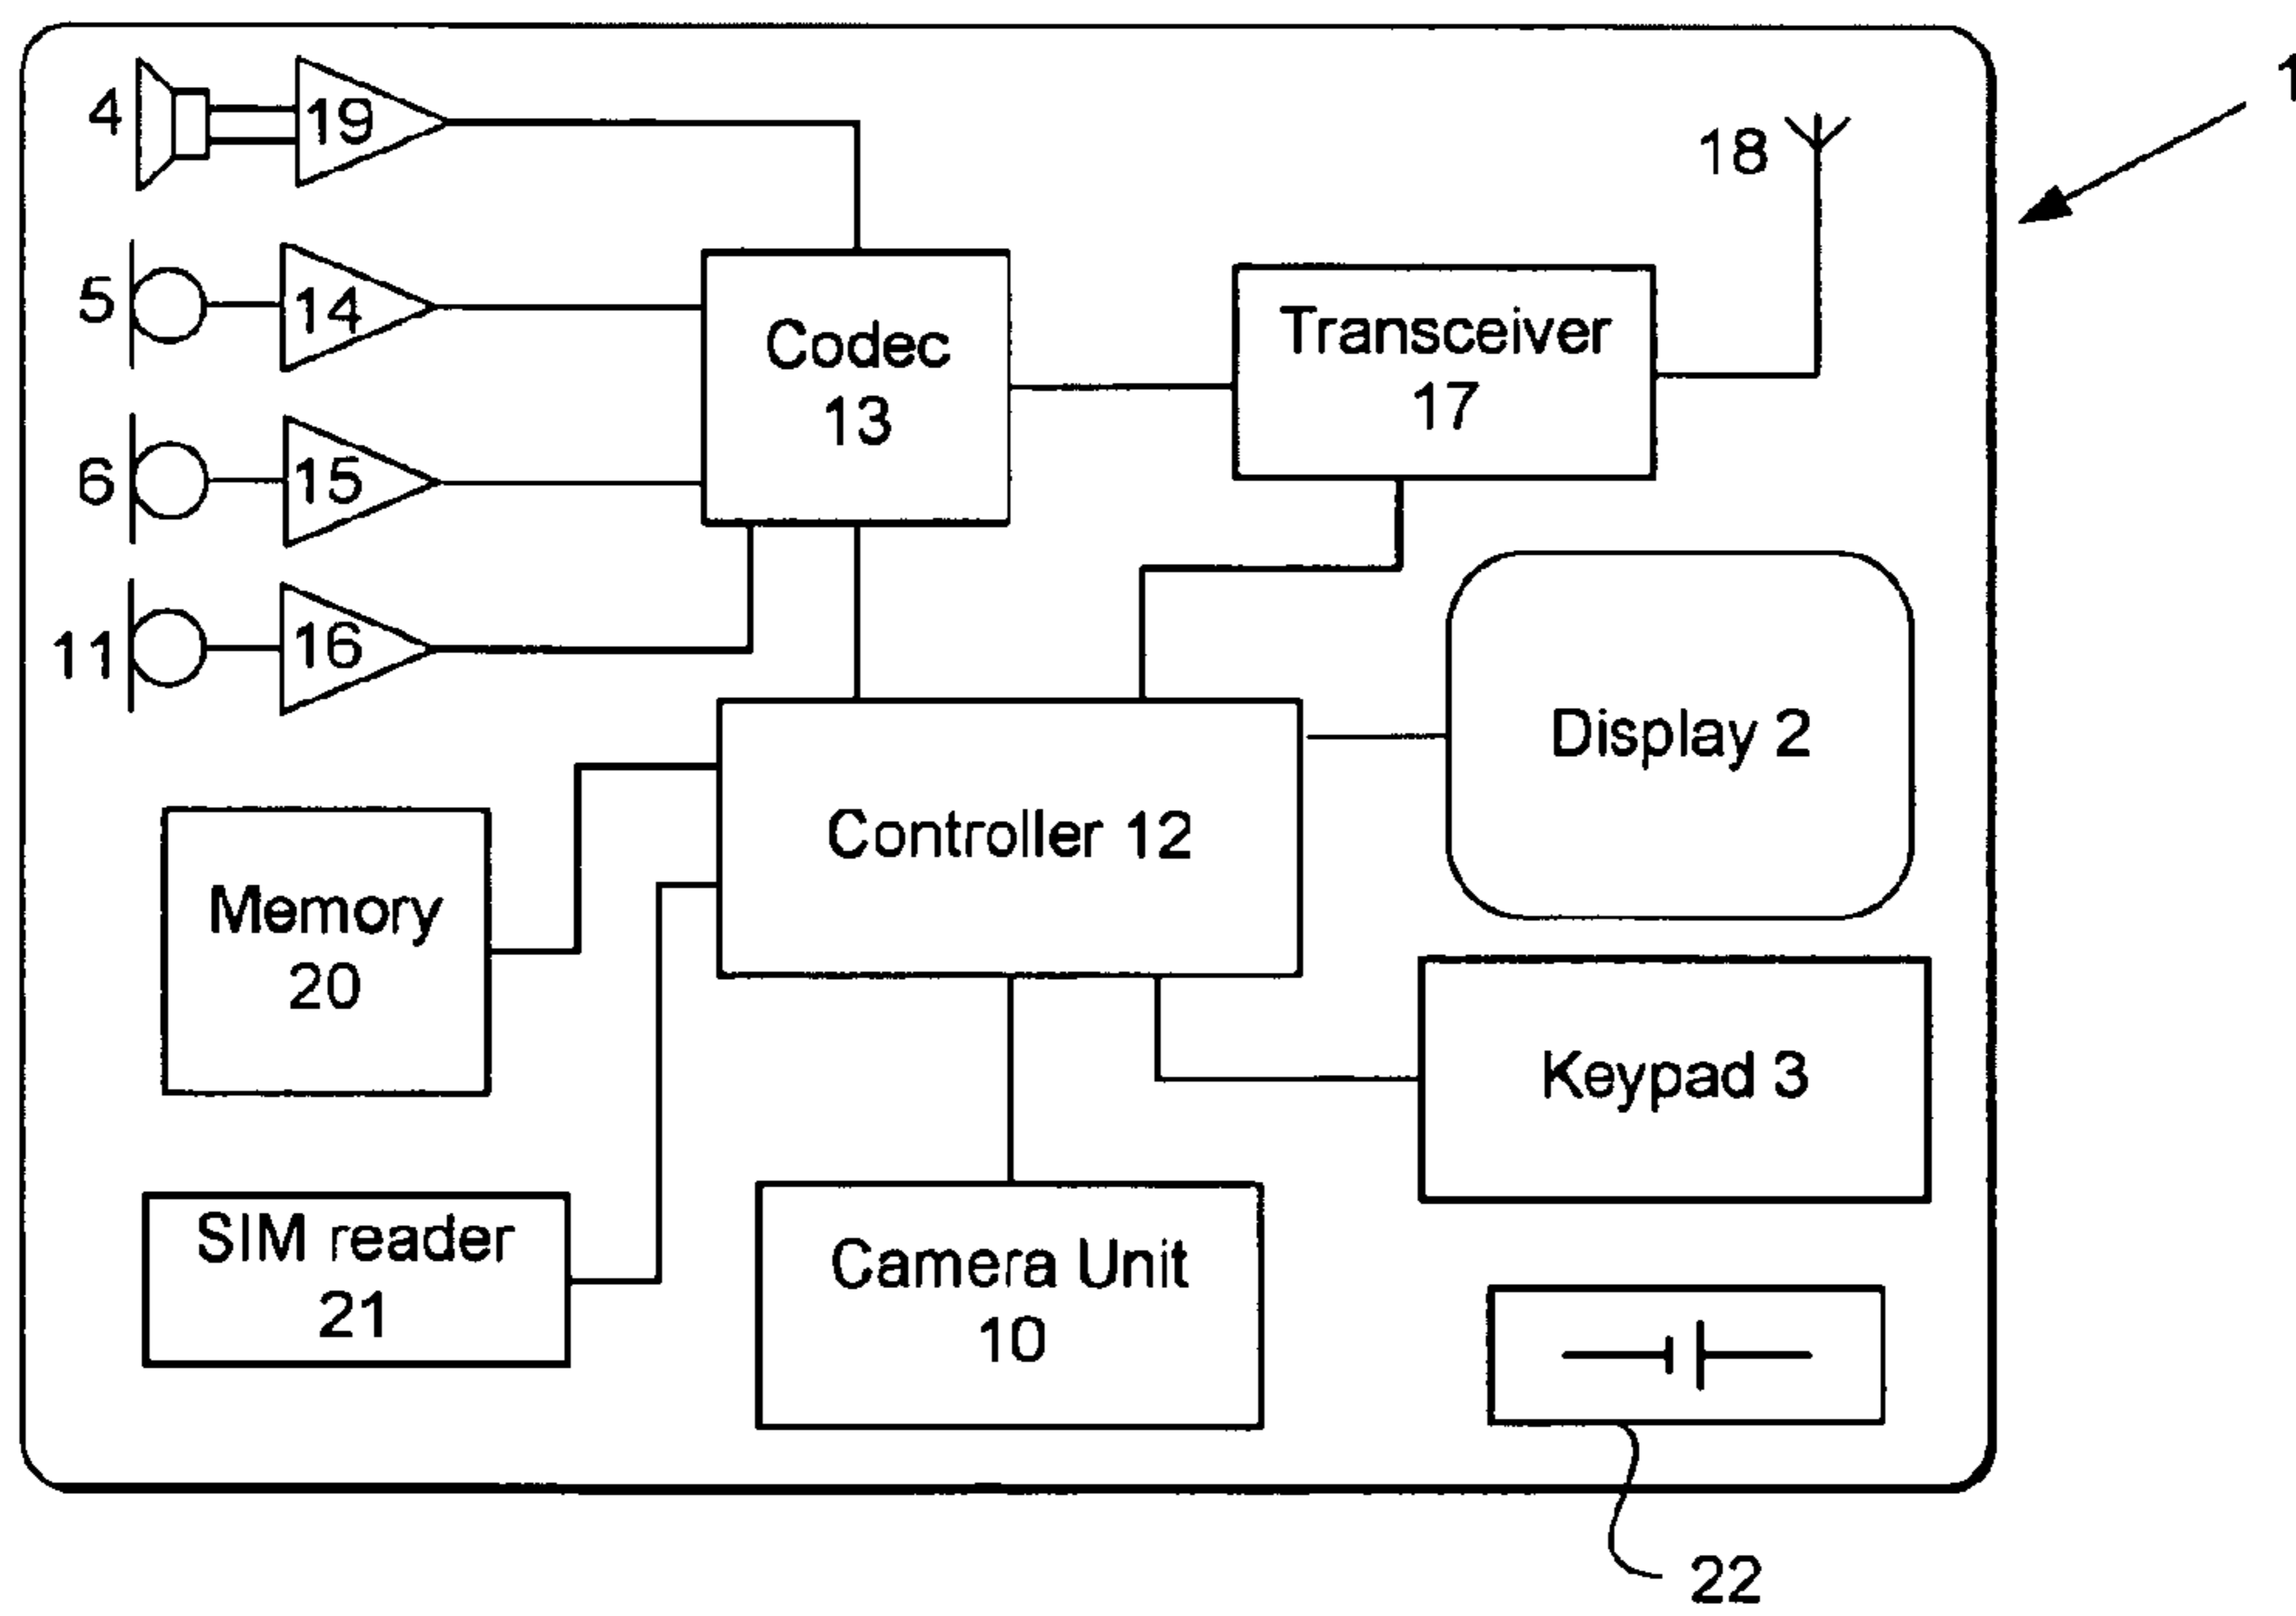 1
4
19
18
5
14
Codec
13
Transceiver
17
6
15
11
16
Display 2
Controller 12
Memory
20
Keypad 3
SIM reader
21
Camera Unit
10
22